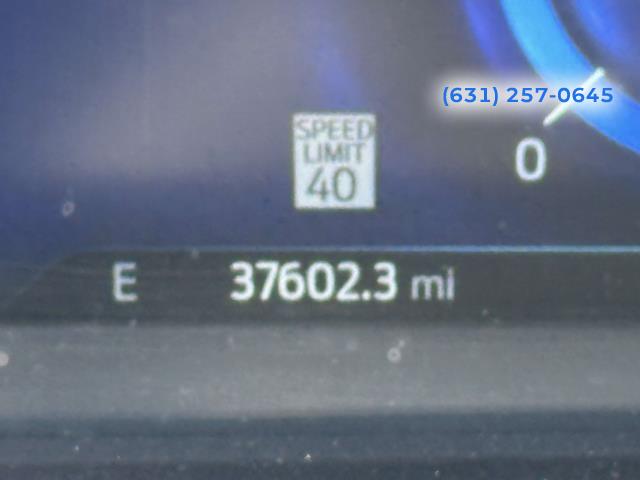 (631) 257-0645
SPEED
LIMIT
40
0
E 37602.3 mi